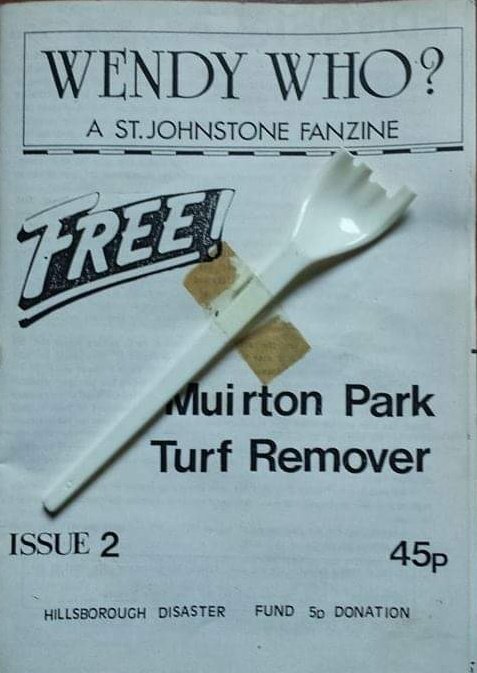 WENDY WHO?
A ST. JOHNSTONE FANZINE
FREE!
Muirton Park
Turf Remover
ISSUE 2
45p
HILLSBOROUGH DISASTER FUND 5p DONATION